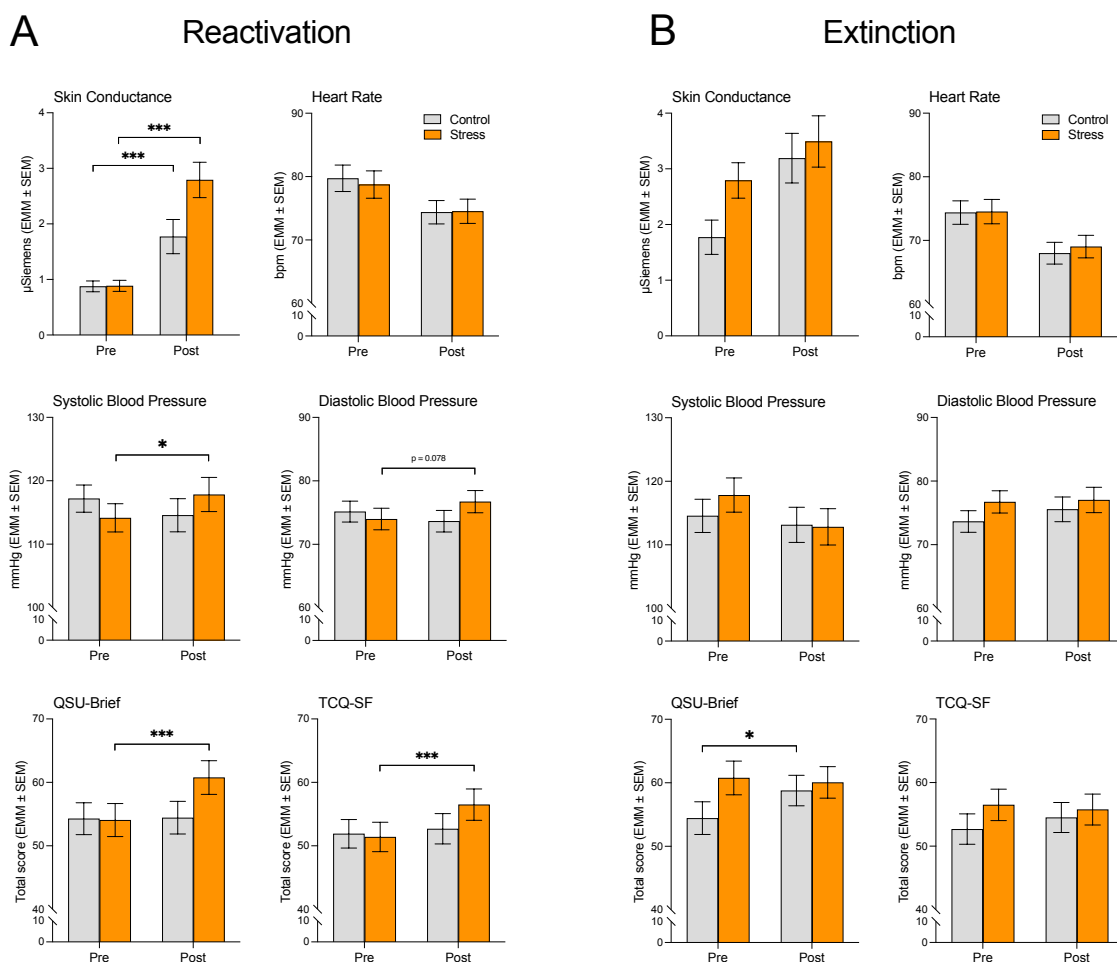 A Reactivation
Skin Conductance
µSiemens (EMM ± SEM)
4
3
2
1
0
***
***
Pre Post
Heart Rate
bpm (EMM ± SEM)
90
80
70
60
10
0
Control
Stress
Pre Post
Systolic Blood Pressure
mmHg (EMM ± SEM)
130
120
110
100
10
0
*
Pre Post
Diastolic Blood Pressure
mmHg (EMM ± SEM)
90
80
70
60
10
0
p = 0.078
Pre Post
QSU-Brief
Total score (EMM ± SEM)
70
60
50
40
10
0
***
Pre Post
TCQ-SF
Total score (EMM ± SEM)
70
60
50
40
10
0
***
Pre Post
B Extinction
Skin Conductance
µSiemens (EMM ± SEM)
4
3
2
1
0
Pre Post
Heart Rate
bpm (EMM ± SEM)
90
80
70
60
10
0
Control
Stress
Pre Post
Systolic Blood Pressure
mmHg (EMM ± SEM)
130
120
110
100
10
0
Pre Post
Diastolic Blood Pressure
mmHg (EMM ± SEM)
90
80
70
60
10
0
Pre Post
QSU-Brief
Total score (EMM ± SEM)
70
60
50
40
10
0
*
Pre Post
TCQ-SF
Total score (EMM ± SEM)
70
60
50
40
10
0
Pre Post